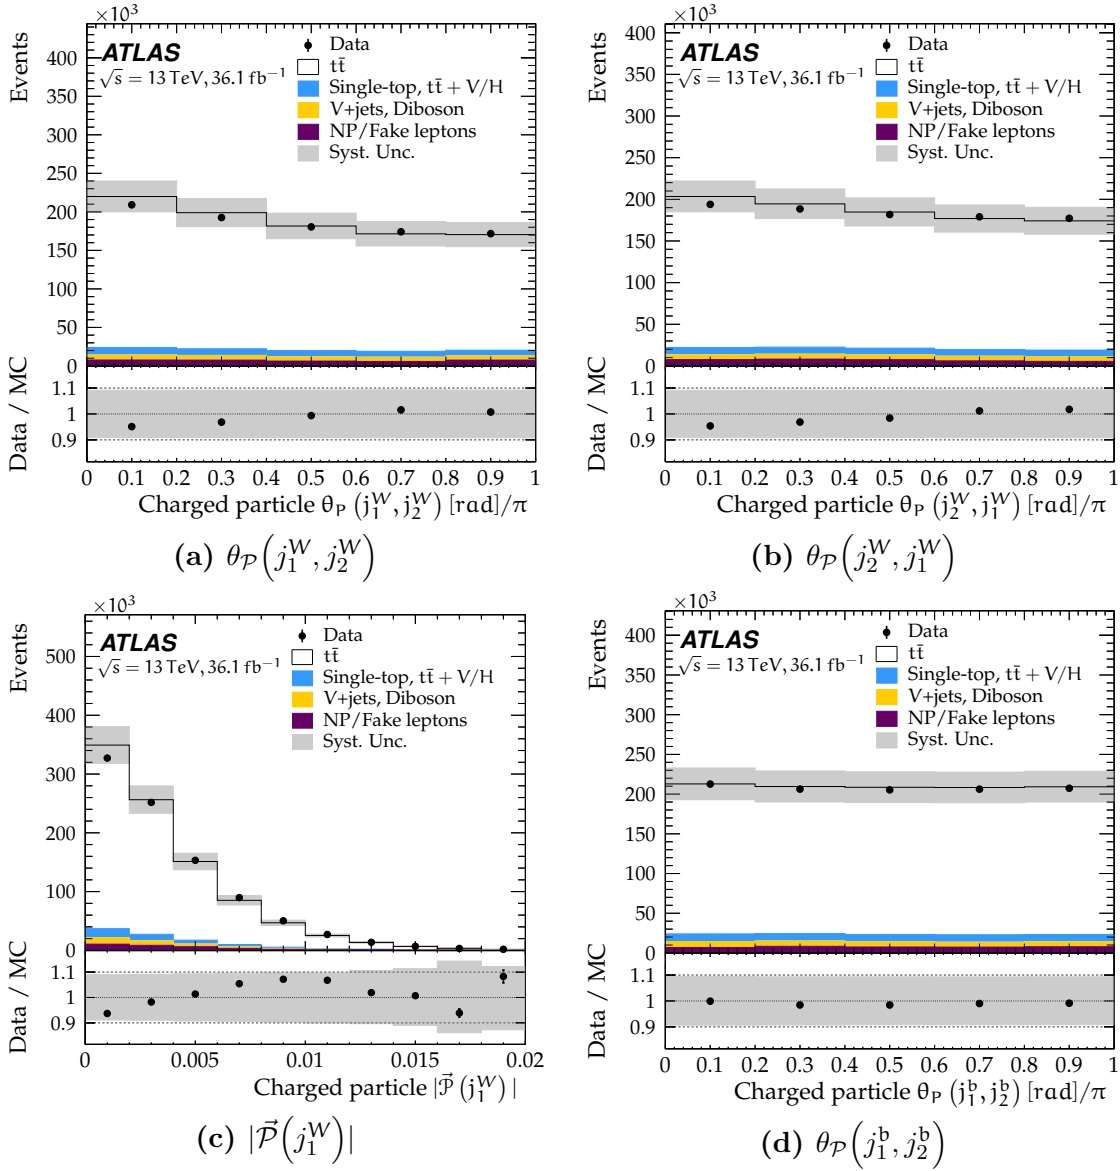 ×10³
Events
ATLAS
√s = 13 TeV, 36.1 fb⁻¹
Data
tt̄
Single-top, tt̄ + V/H
V+jets, Diboson
NP/Fake leptons
Syst. Unc.
400
350
300
250
200
150
100
50
0
Data / MC
1.1
1
0.9
0 0.1 0.2 0.3 0.4 0.5 0.6 0.7 0.8 0.9 1
Charged particle θ_P (j₁^W, j₂^W) [rad]/π
(a) θ_𝒫(j₁^W, j₂^W)
×10³
Events
ATLAS
√s = 13 TeV, 36.1 fb⁻¹
Data
tt̄
Single-top, tt̄ + V/H
V+jets, Diboson
NP/Fake leptons
Syst. Unc.
400
350
300
250
200
150
100
50
0
Data / MC
1.1
1
0.9
0 0.1 0.2 0.3 0.4 0.5 0.6 0.7 0.8 0.9 1
Charged particle θ_P (j₂^W, j₁^W) [rad]/π
(b) θ_𝒫(j₂^W, j₁^W)
×10³
Events
ATLAS
√s = 13 TeV, 36.1 fb⁻¹
Data
tt̄
Single-top, tt̄ + V/H
V+jets, Diboson
NP/Fake leptons
Syst. Unc.
500
400
300
200
100
0
Data / MC
1.1
1
0.9
0 0.005 0.01 0.015 0.02
Charged particle |𝒫⃗ (j₁^W) |
(c) |𝒫⃗(j₁^W)|
×10³
Events
ATLAS
√s = 13 TeV, 36.1 fb⁻¹
Data
tt̄
Single-top, tt̄ + V/H
V+jets, Diboson
NP/Fake leptons
Syst. Unc.
400
350
300
250
200
150
100
50
0
Data / MC
1.1
1
0.9
0 0.1 0.2 0.3 0.4 0.5 0.6 0.7 0.8 0.9 1
Charged particle θ_P (j₁^b, j₂^b) [rad]/π
(d) θ_𝒫(j₁^b, j₂^b)